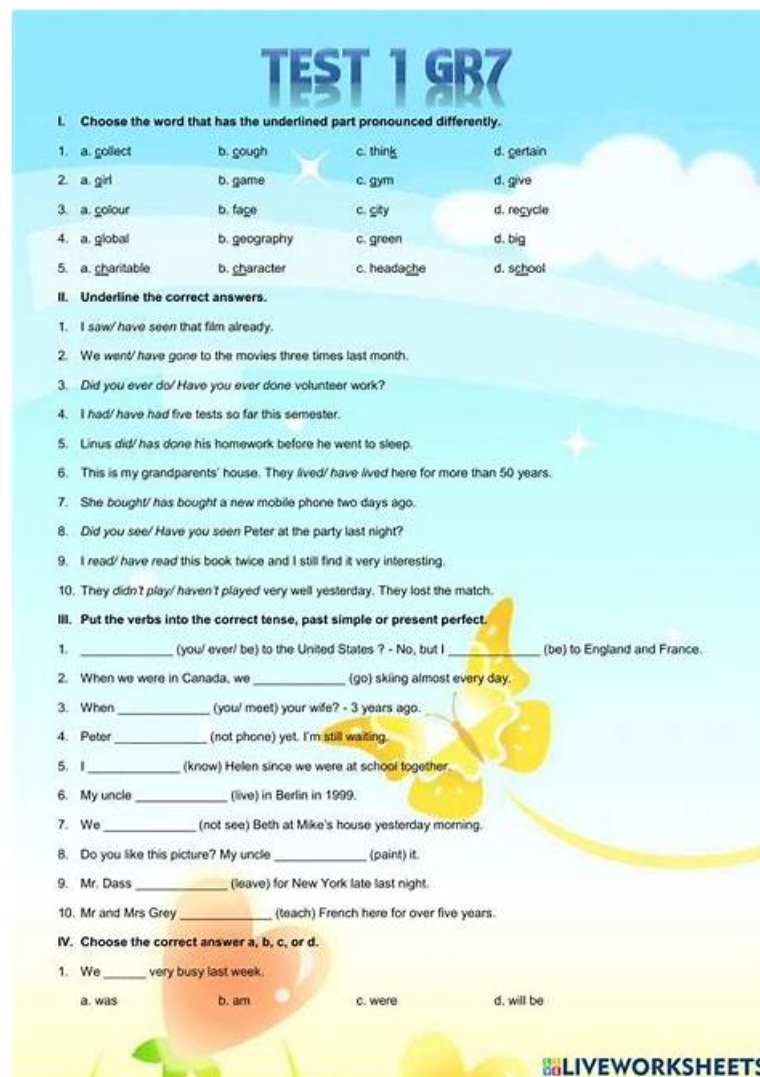 TEST 1 GR7
I. Choose the word that has the underlined part pronounced differently.
1. a. collect b. cough c. think d. certain
2. a. girl b. game c. gym d. give
3. a. colour b. face c. city d. recycle
4. a. global b. geography c. green d. big
5. a. charitable b. character c. headache d. school
II. Underline the correct answers.
1. I saw/ have seen that film already.
2. We went/ have gone to the movies three times last month.
3. Did you ever do/ Have you ever done volunteer work?
4. I had/ have had five tests so far this semester.
5. Linus did/ has done his homework before he went to sleep.
6. This is my grandparents' house. They lived/ have lived here for more than 50 years.
7. She bought/ has bought a new mobile phone two days ago.
8. Did you see/ Have you seen Peter at the party last night?
9. I read/ have read this book twice and I still find it very interesting.
10. They didn't play/ haven't played very well yesterday. They lost the match.
III. Put the verbs into the correct tense, past simple or present perfect.
1. ______________ (you/ ever/ be) to the United States ? - No, but I ______________ (be) to England and France.
2. When we were in Canada, we ______________ (go) skiing almost every day.
3. When ______________ (you/ meet) your wife? - 3 years ago.
4. Peter ______________ (not phone) yet. I'm still waiting.
5. I ______________ (know) Helen since we were at school together.
6. My uncle ______________ (live) in Berlin in 1999.
7. We ______________ (not see) Beth at Mike's house yesterday morning.
8. Do you like this picture? My uncle ______________ (paint) it.
9. Mr. Dass ______________ (leave) for New York late last night.
10. Mr and Mrs Grey ______________ (teach) French here for over five years.
IV. Choose the correct answer a, b, c, or d.
1. We ______ very busy last week.
a. was b. am c. were d. will be
LIVEWORKSHEETS